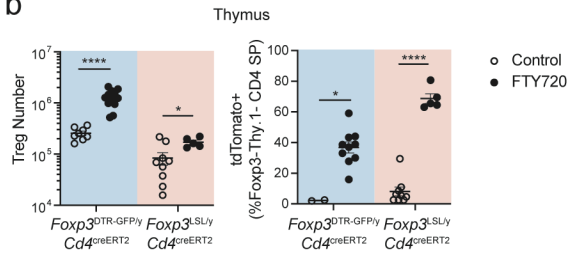 b
Thymus
Treg Number
10⁷
10⁶
10⁵
10⁴
****
*
Foxp3DTR-GFP/y
Cd4creERT2
Foxp3LSL/y
Cd4creERT2
tdTomato+
(%Foxp3-Thy.1- CD4 SP)
100
80
60
40
20
0
*
****
Foxp3DTR-GFP/y
Cd4creERT2
Foxp3LSL/y
Cd4creERT2
Control
FTY720